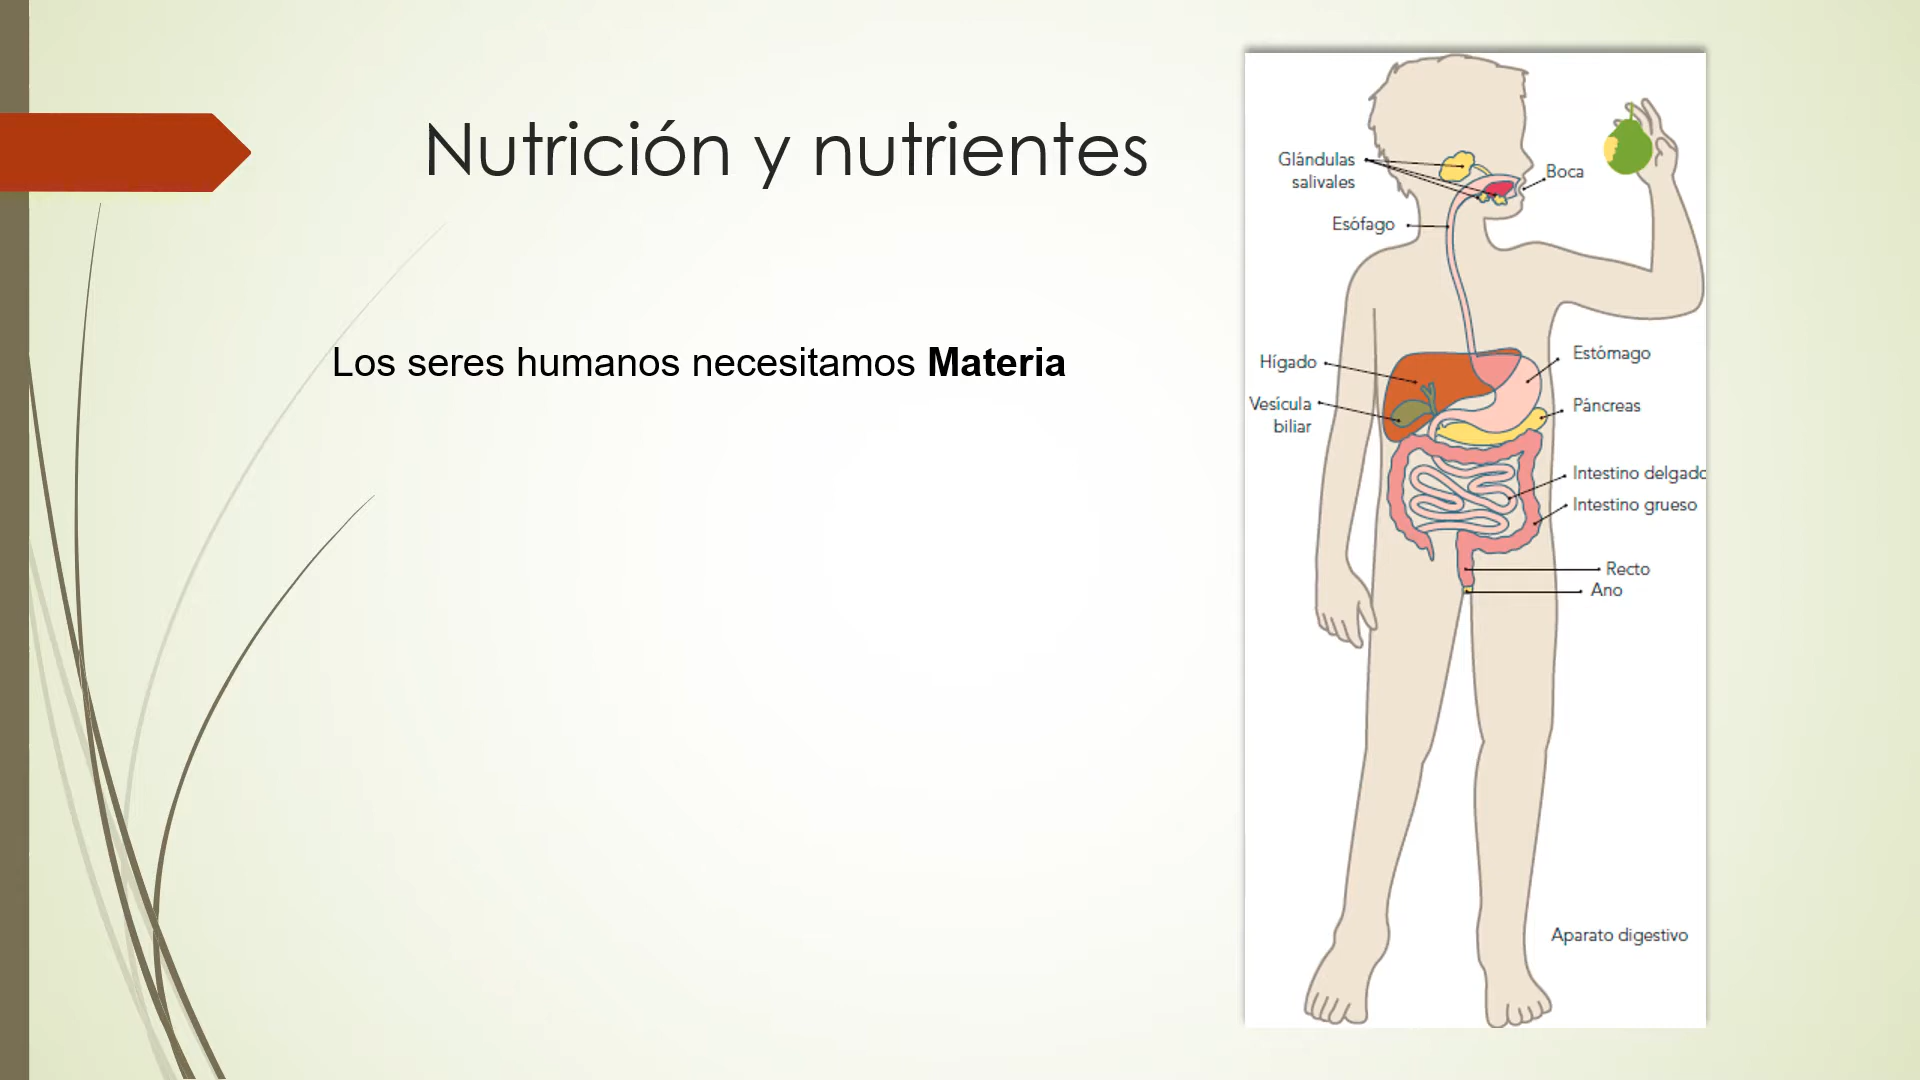 Nutrición y nutrientes
Los seres humanos necesitamos Materia
Glándulas
salivales
Boca
Esófago
Hígado
Estómago
Vesícula
biliar
Páncreas
Intestino delgado
Intestino grueso
Recto
Ano
Aparato digestivo